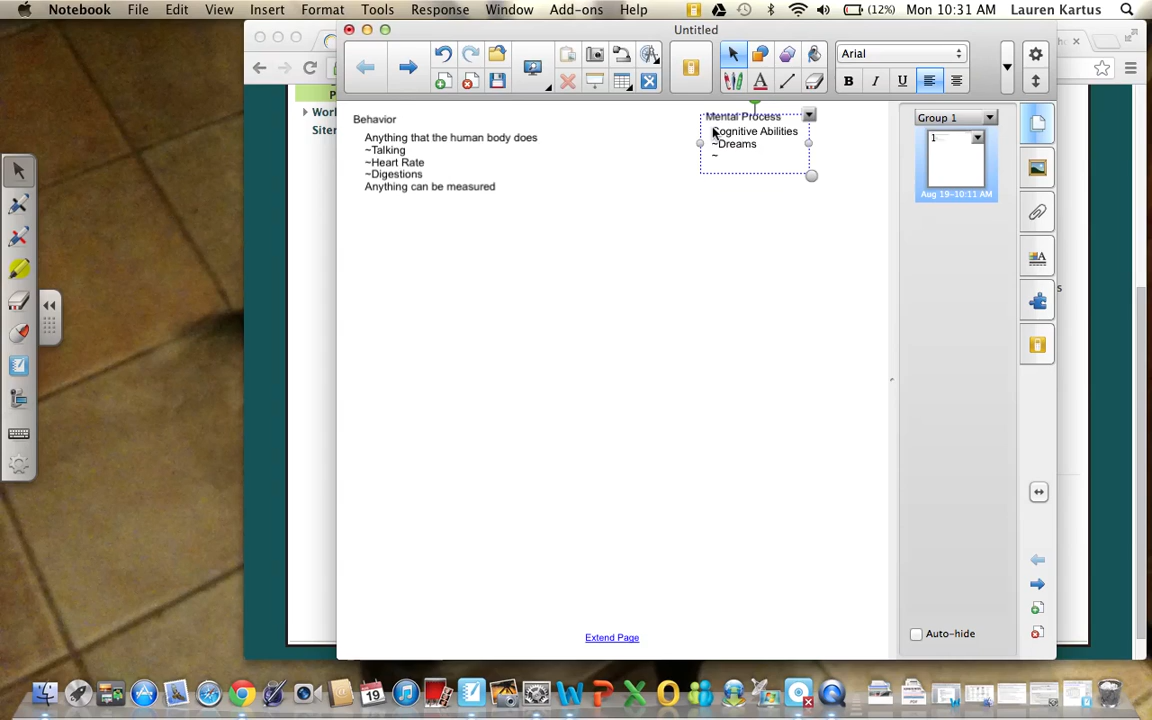 Notebook File Edit View Insert Format Tools Response Window Add-ons Help (12%) Mon 10:31 AM Lauren Kartus
Untitled
Arial
B I U
Behavior
Anything that the human body does
~Talking
~Heart Rate
~Digestions
Anything can be measured
Mental Process
Cognitive Abilities
~Dreams
~
Group 1
1
Aug 19-10:11 AM
Extend Page
Auto-hide
19